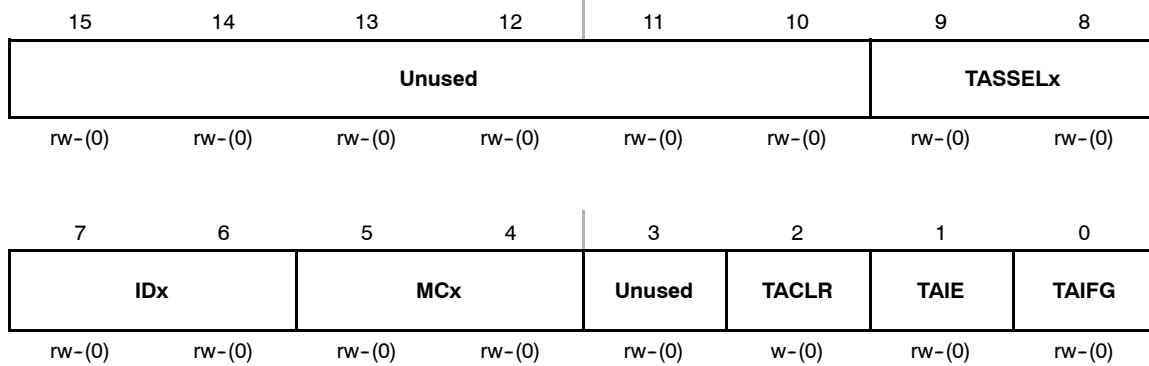 15 14 13 12 11 10 9 8
Unused TASSELx
rw-(0) rw-(0) rw-(0) rw-(0) rw-(0) rw-(0) rw-(0) rw-(0)
7 6 5 4 3 2 1 0
IDx MCx Unused TACLR TAIE TAIFG
rw-(0) rw-(0) rw-(0) rw-(0) rw-(0) w-(0) rw-(0) rw-(0)